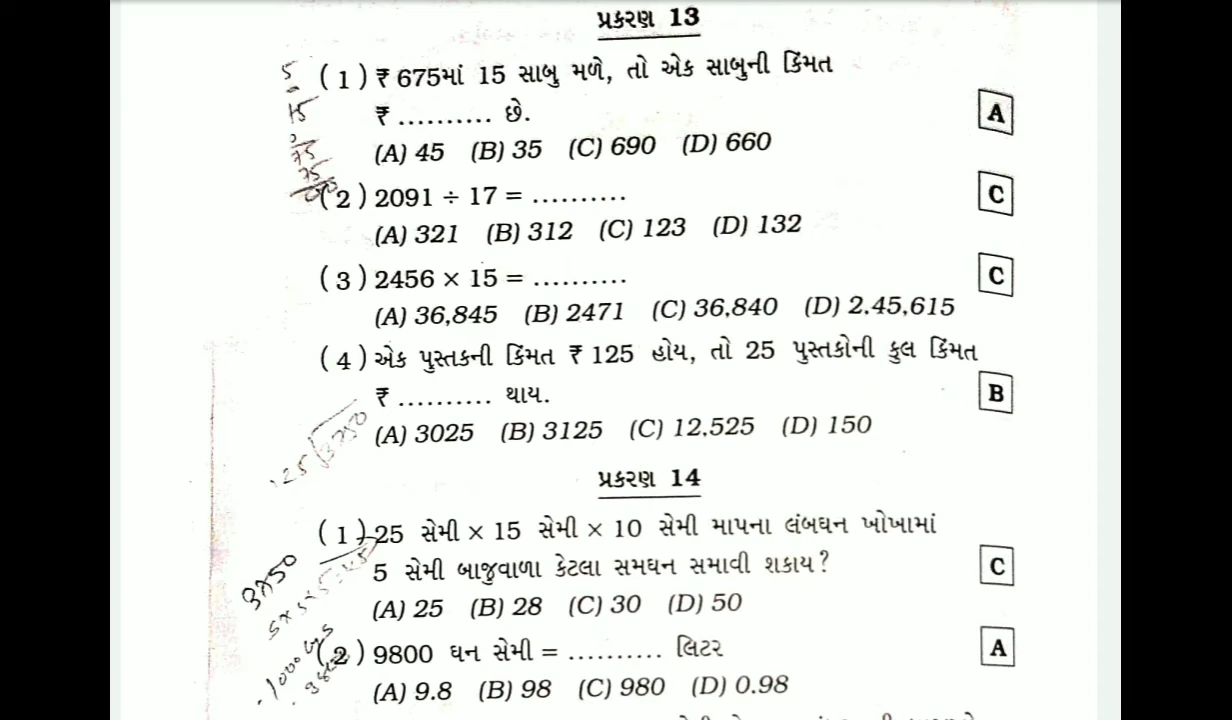 પ્રકરણ 13
( 1 ) ₹ 675માં 15 સાબુ મળે, તો એક સાબુની કિંમત
₹ .......... છે.
A
(A) 45 (B) 35 (C) 690 (D) 660
( 2 ) 2091 ÷ 17 = ..........
C
(A) 321 (B) 312 (C) 123 (D) 132
( 3 ) 2456 × 15 = ..........
C
(A) 36,845 (B) 2471 (C) 36,840 (D) 2.45,615
( 4 ) એક પુસ્તકની કિંમત ₹ 125 હોય, તો 25 પુસ્તકોની કુલ કિંમત
₹ .......... થાય.
B
(A) 3025 (B) 3125 (C) 12,525 (D) 150
125 3750
પ્રકરણ 14
( 1 ) 25 સેમી × 15 સેમી × 10 સેમી માપના લંબઘન ખોખામાં
5 સેમી બાજુવાળા કેટલા સમઘન સમાવી શકાય?
C
3750
(A) 25 (B) 28 (C) 30 (D) 50
( 2 ) 9800 ઘન સેમી = .......... લિટર
A
(A) 9.8 (B) 98 (C) 980 (D) 0.98